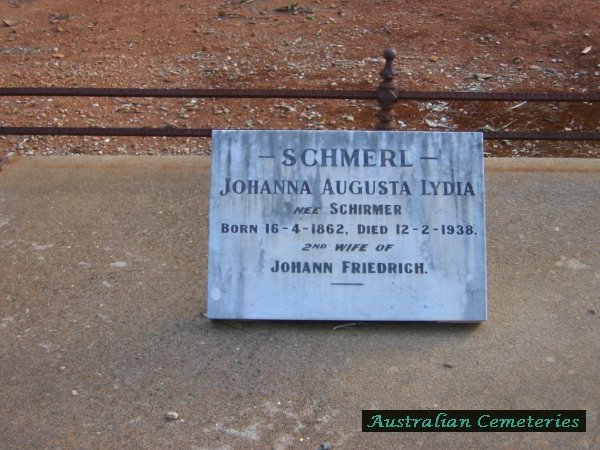 — SCHMERL —
JOHANNA AUGUSTA LYDIA
NEE SCHIRMER
BORN 16-4-1862, DIED 12-2-1938.
2ND WIFE OF
JOHANN FRIEDRICH.
Australian Cemeteries